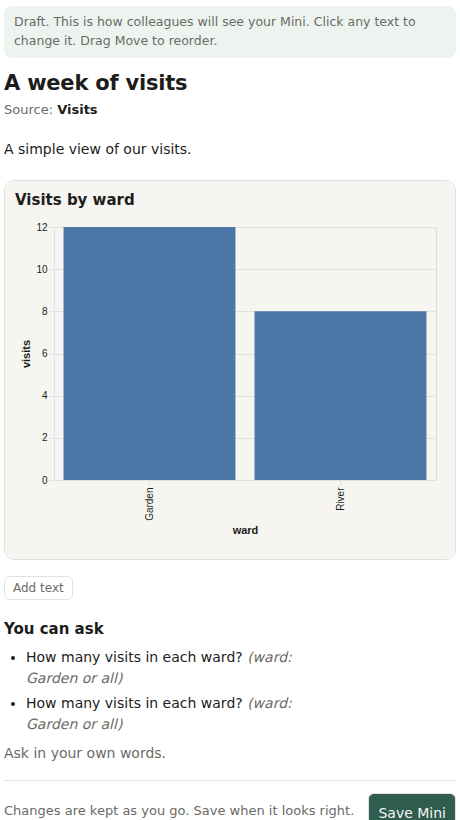 Draft. This is how colleagues will see your Mini. Click any text to
change it. Drag Move to reorder.
A week of visits
Source: Visits
A simple view of our visits.
Visits by ward
12
10
8
6
4
2
0
visits
Garden
River
ward
Add text
You can ask
• How many visits in each ward? (ward:
Garden or all)
• How many visits in each ward? (ward:
Garden or all)
Ask in your own words.
Changes are kept as you go. Save when it looks right.
Save Mini